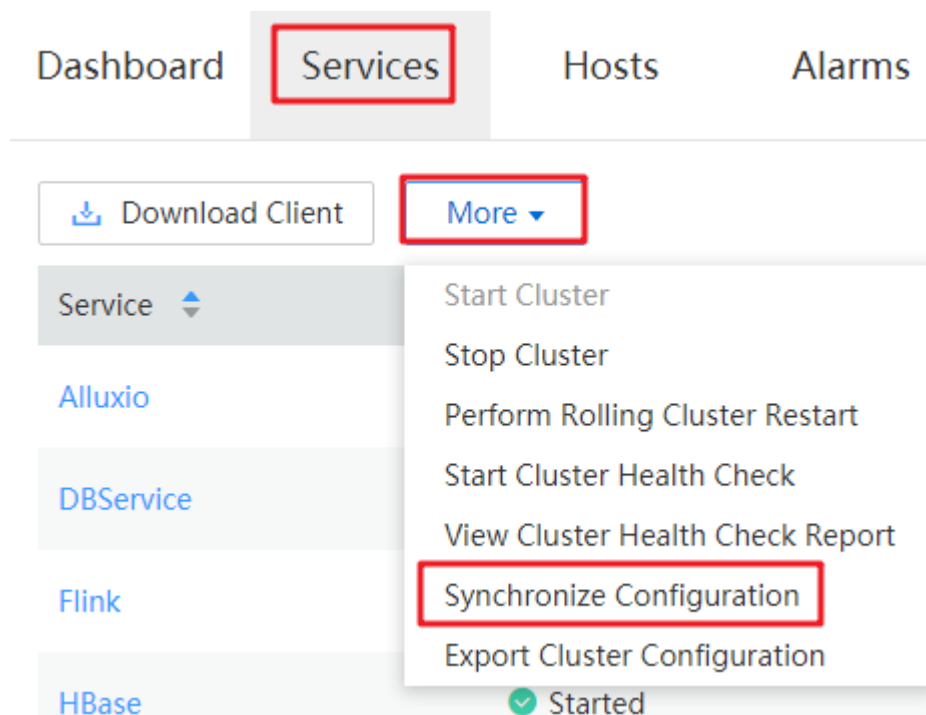 Dashboard Services Hosts Alarms
Download Client More
Service
Start Cluster
Stop Cluster
Alluxio
Perform Rolling Cluster Restart
Start Cluster Health Check
DBService
View Cluster Health Check Report
Flink
Synchronize Configuration
Export Cluster Configuration
HBase Started